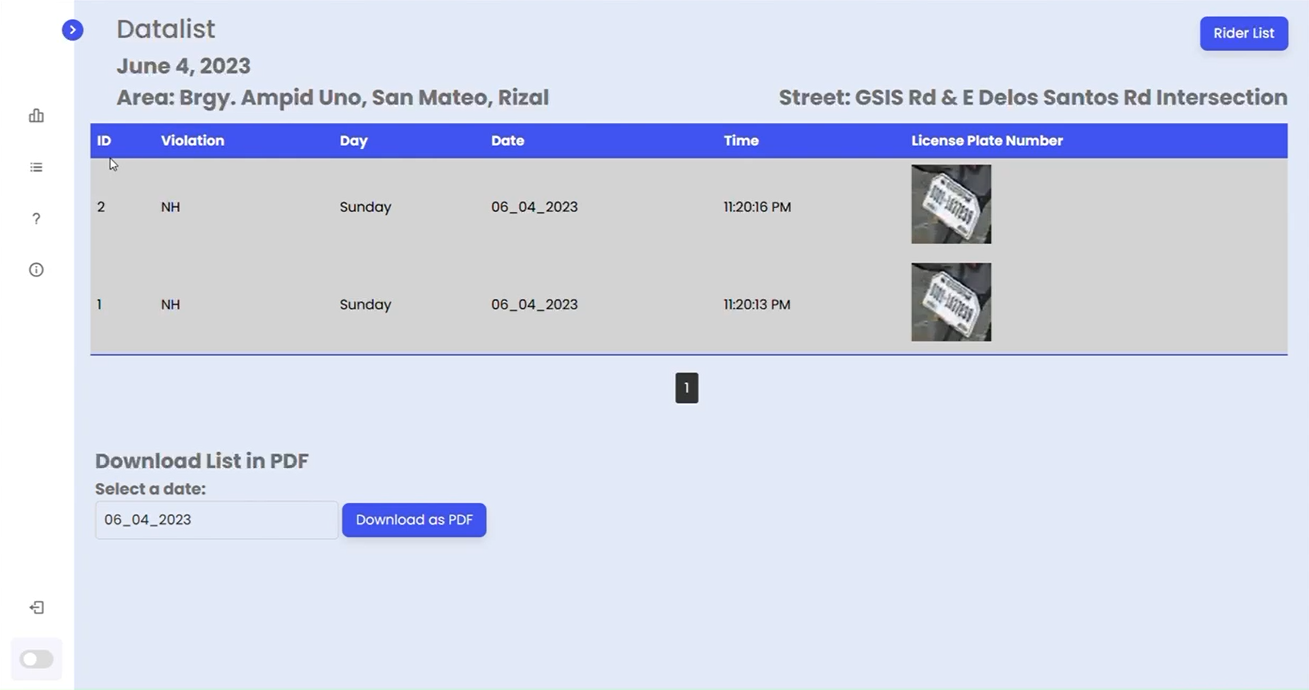 Datalist
Rider List
June 4, 2023
Area: Brgy. Ampid Uno, San Mateo, Rizal
Street: GSIS Rd & E Delos Santos Rd Intersection
ID Violation Day Date Time License Plate Number
2 NH Sunday 06_04_2023 11:20:16 PM
1 NH Sunday 06_04_2023 11:20:13 PM
1
Download List in PDF
Select a date:
06_04_2023 Download as PDF